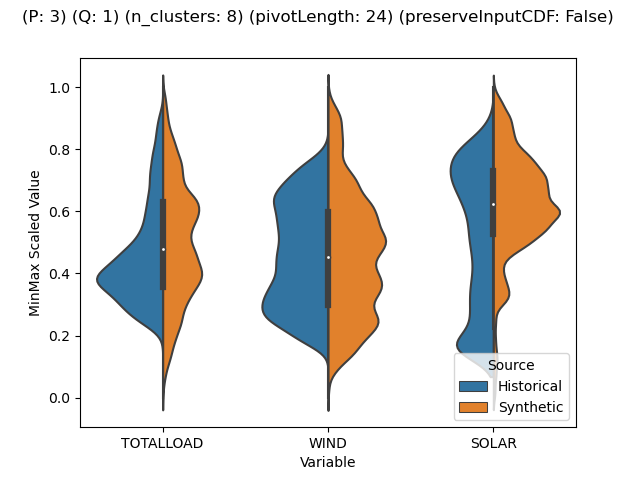 (P: 3) (Q: 1) (n_clusters: 8) (pivotLength: 24) (preserveInputCDF: False)
1.0
0.8
0.6
0.4
0.2
0.0
MinMax Scaled Value
Source
Historical
Synthetic
TOTALLOAD WIND SOLAR
Variable